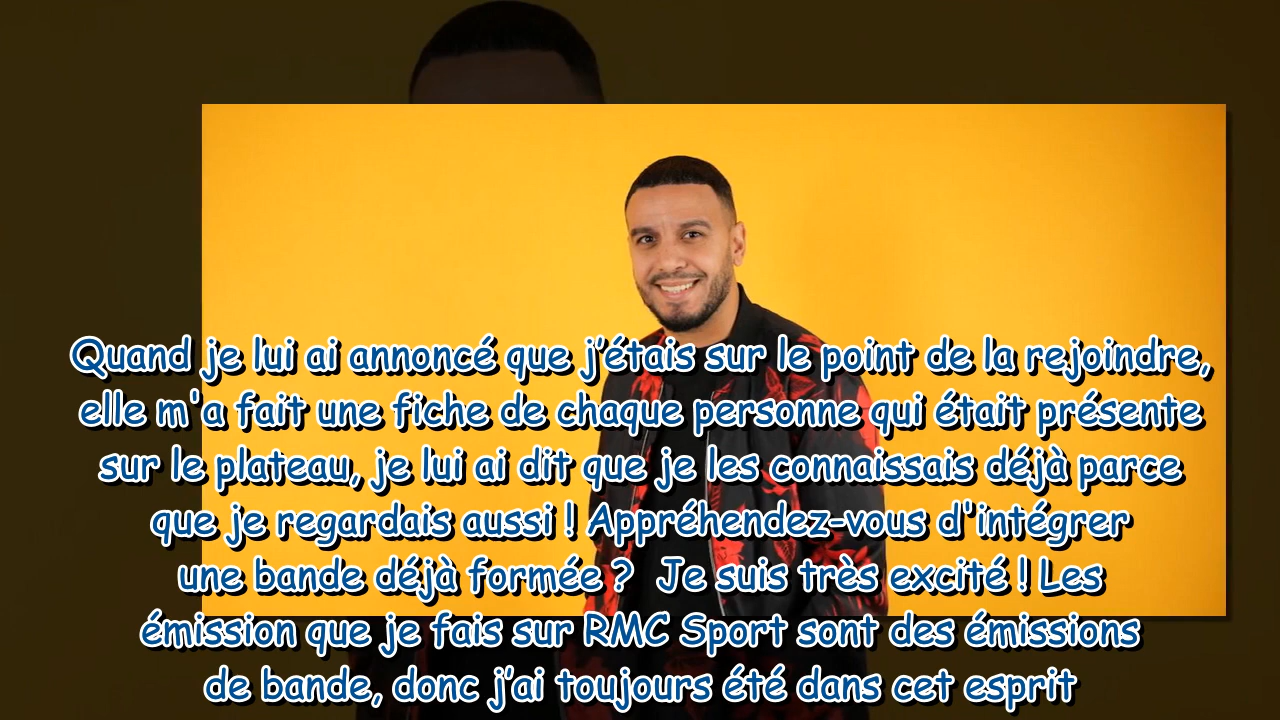 Quand je lui ai annoncé que j’étais sur le point de la rejoindre,
elle m'a fait une fiche de chaque personne qui était présente
sur le plateau, je lui ai dit que je les connaissais déjà parce
que je regardais aussi ! Appréhendez-vous d'intégrer
une bande déjà formée ?  Je suis très excité ! Les
émission que je fais sur RMC Sport sont des émissions
de bande, donc j’ai toujours été dans cet esprit